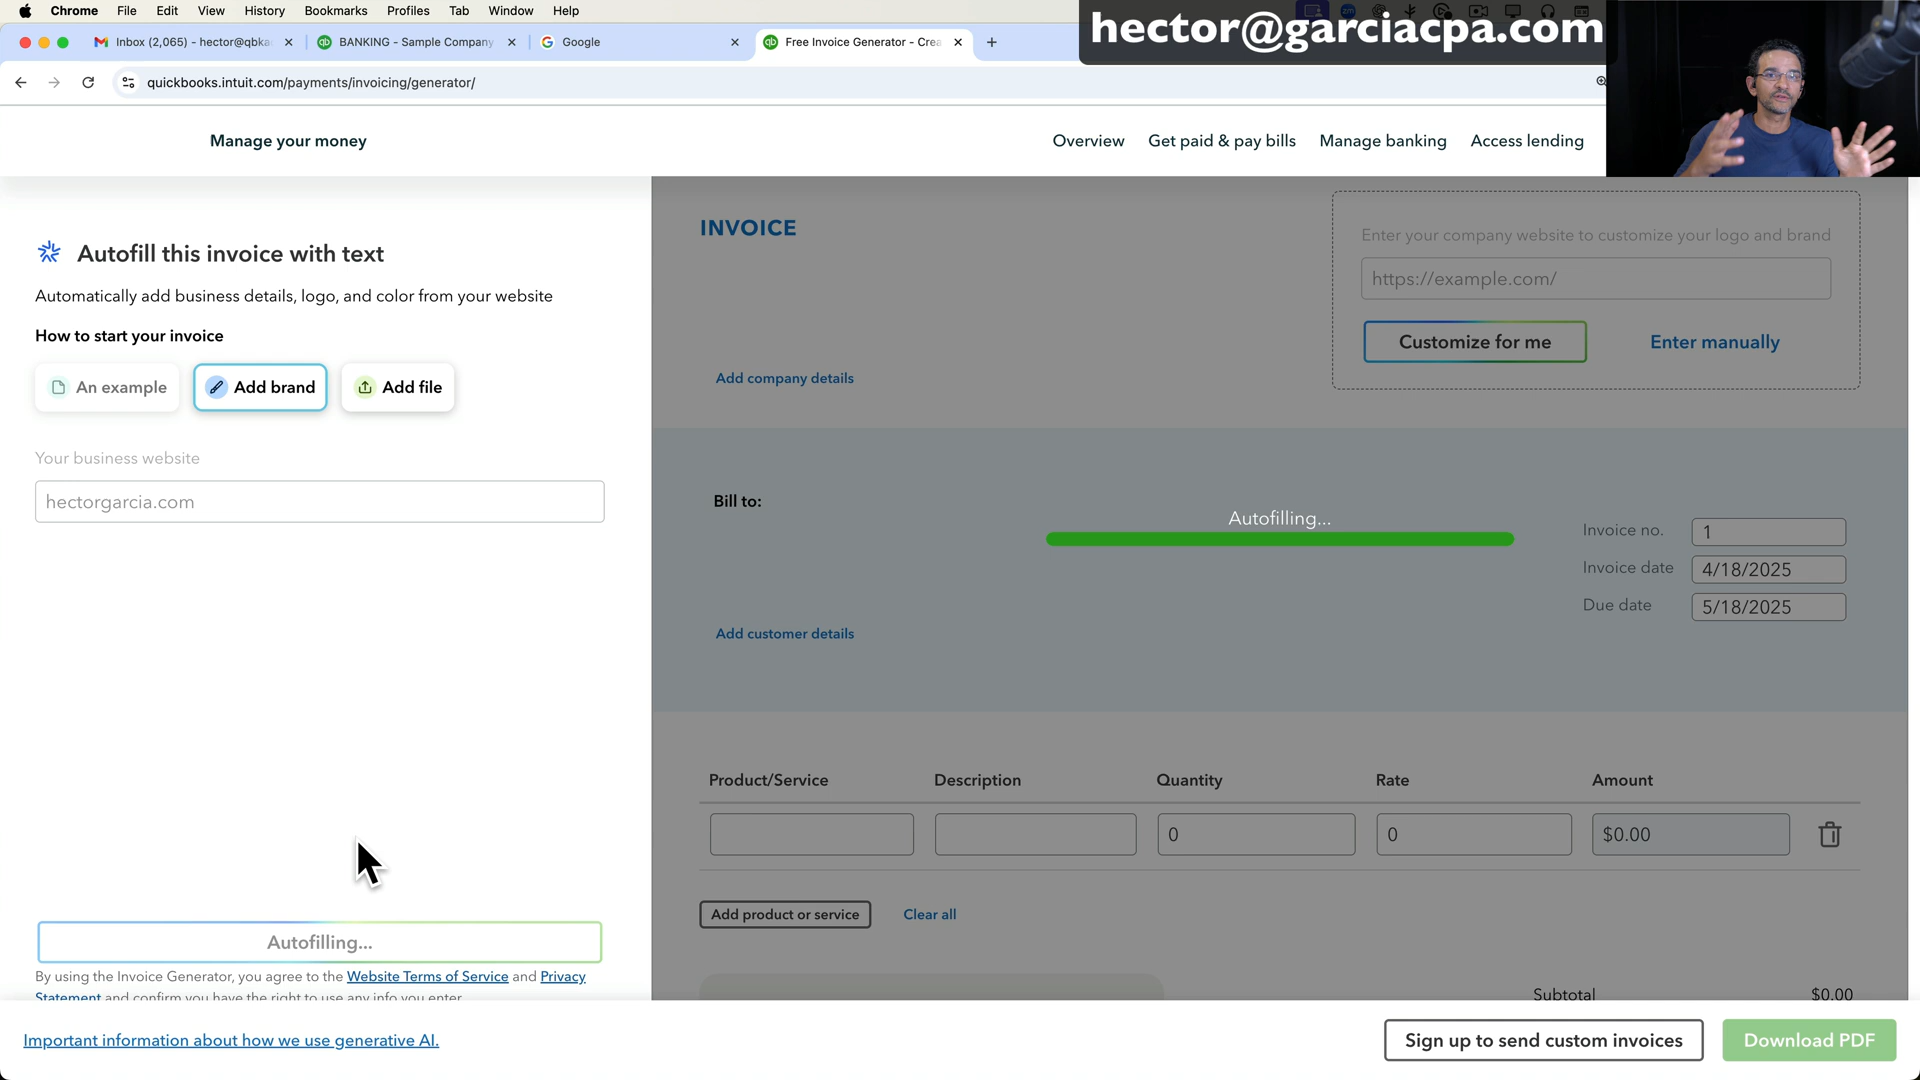 Chrome File Edit View History Bookmarks Profiles Tab Window Help
Inbox (2,065) - hector@qbka
BANKING - Sample Company
Google
Free Invoice Generator - Crea
hector@garciacpa.com
quickbooks.intuit.com/payments/invoicing/generator/
Manage your money
Overview Get paid & pay bills Manage banking Access lending
Autofill this invoice with text
Automatically add business details, logo, and color from your website
How to start your invoice
An example
Add brand
Add file
Your business website
hectorgarcia.com
Autofilling...
By using the Invoice Generator, you agree to the Website Terms of Service and Privacy
Statement and confirm you have the right to use any info you enter.
INVOICE
Enter your company website to customize your logo and brand
https://example.com/
Customize for me
Enter manually
Add company details
Bill to:
Autofilling...
Invoice no. 1
Invoice date 4/18/2025
Due date 5/18/2025
Add customer details
Product/Service Description Quantity Rate Amount
0 0 $0.00
Add product or service
Clear all
Subtotal $0.00
Important information about how we use generative AI.
Sign up to send custom invoices
Download PDF